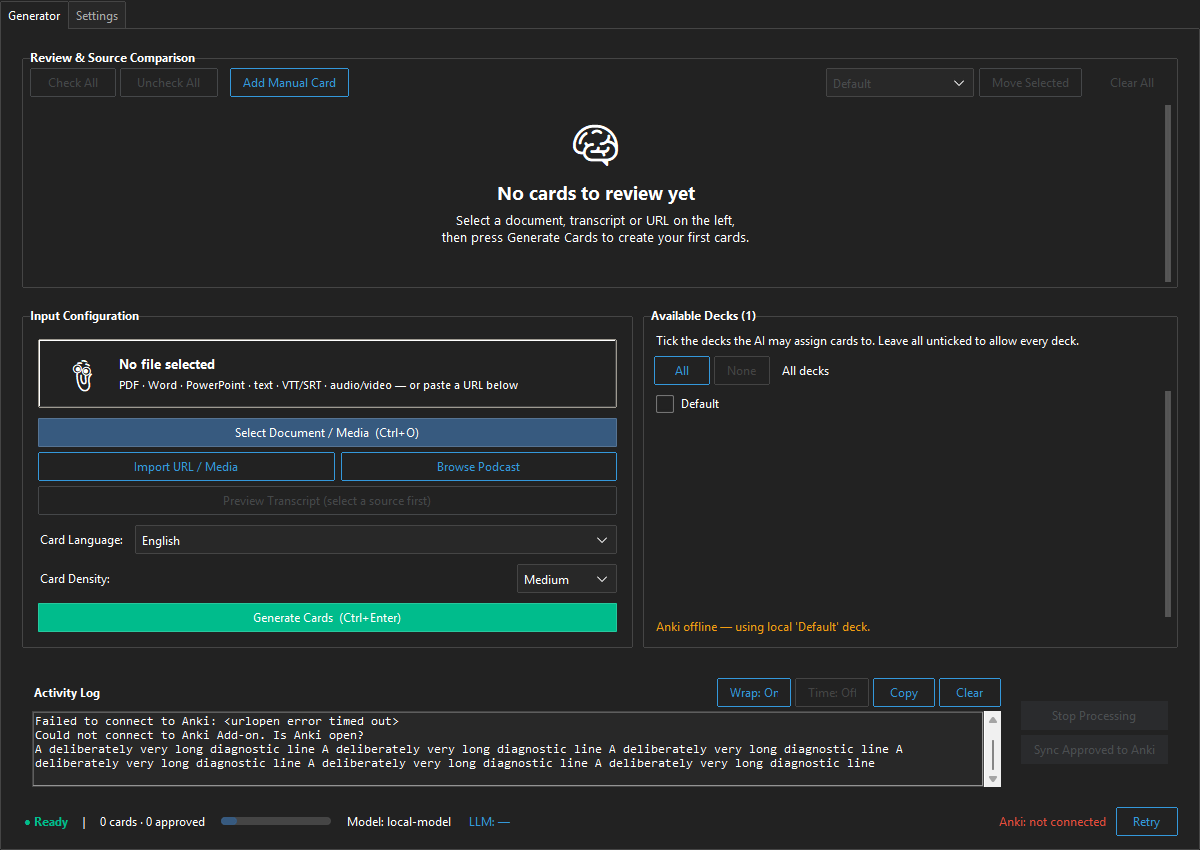 Generator
Settings
Review & Source Comparison
Check All
Uncheck All
Add Manual Card
Default
Move Selected
Clear All
No cards to review yet
Select a document, transcript or URL on the left,
then press Generate Cards to create your first cards.
Input Configuration
No file selected
PDF · Word · PowerPoint · text · VTT/SRT · audio/video — or paste a URL below
Select Document / Media (Ctrl+O)
Import URL / Media
Browse Podcast
Preview Transcript (select a source first)
Card Language:
English
Card Density:
Medium
Generate Cards (Ctrl+Enter)
Available Decks (1)
Tick the decks the AI may assign cards to. Leave all unticked to allow every deck.
All
None
All decks
Default
Anki offline — using local 'Default' deck.
Activity Log
Wrap: On
Time: Off
Copy
Clear
Failed to connect to Anki: <urlopen error timed out>
Could not connect to Anki Add-on. Is Anki open?
A deliberately very long diagnostic line A deliberately very long diagnostic line A deliberately very long diagnostic line A
deliberately very long diagnostic line A deliberately very long diagnostic line A deliberately very long diagnostic line
Stop Processing
Sync Approved to Anki
● Ready | 0 cards · 0 approved
Model: local-model
LLM: —
Anki: not connected
Retry